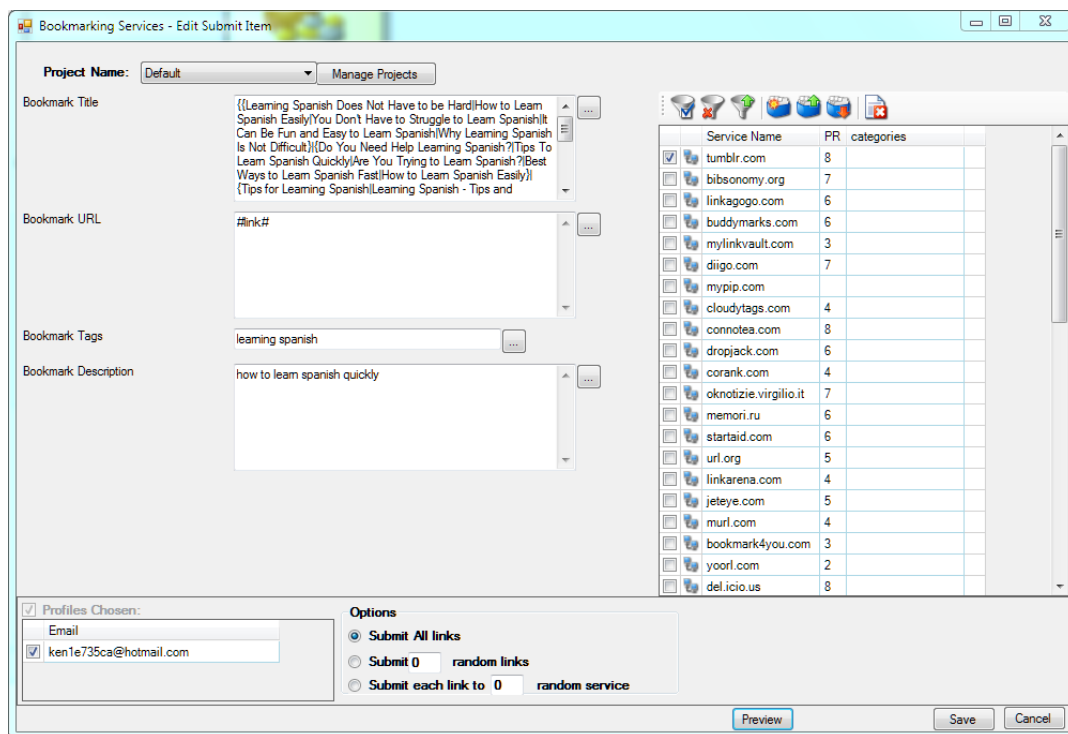 Bookmarking Services - Edit Submit Item
Project Name: Default Manage Projects
Bookmark Title
{{Learning Spanish Does Not Have to be Hard|How to Learn
Spanish Easily|You Don't Have to Struggle to Learn Spanish|It
Can Be Fun and Easy to Learn Spanish|Why Learning Spanish
Is Not Difficult}|{Do You Need Help Learning Spanish?|Tips To
Learn Spanish Quickly|Are You Trying to Learn Spanish?|Best
Ways to Learn Spanish Fast|How to Learn Spanish Easily}|
{Tips for Learning Spanish|Learning Spanish - Tips and
...
Bookmark URL
#link#
...
Bookmark Tags
learning spanish
...
Bookmark Description
how to learn spanish quickly
...
Service Name PR categories
tumblr.com 8
bibsonomy.org 7
linkagogo.com 6
buddymarks.com 6
mylinkvault.com 3
diigo.com 7
mypip.com
cloudytags.com 4
connotea.com 8
dropjack.com 6
corank.com 4
oknotizie.virgilio.it 7
memori.ru 6
startaid.com 6
url.org 5
linkarena.com 4
jeteye.com 5
murl.com 4
bookmark4you.com 3
yoorl.com 2
del.icio.us 8
Profiles Chosen:
Email
ken1e735ca@hotmail.com
Options
Submit All links
Submit 0 random links
Submit each link to 0 random service
Preview Save Cancel